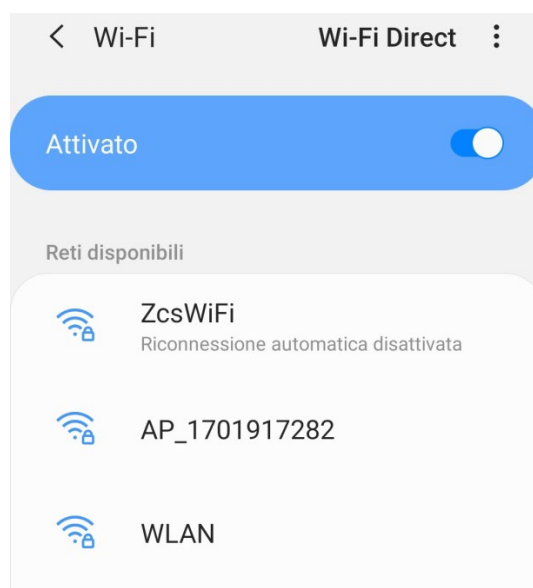 Wi-Fi Wi-Fi Direct
Attivato
Reti disponibili
ZcsWiFi
Riconnessione automatica disattivata
AP_1701917282
WLAN